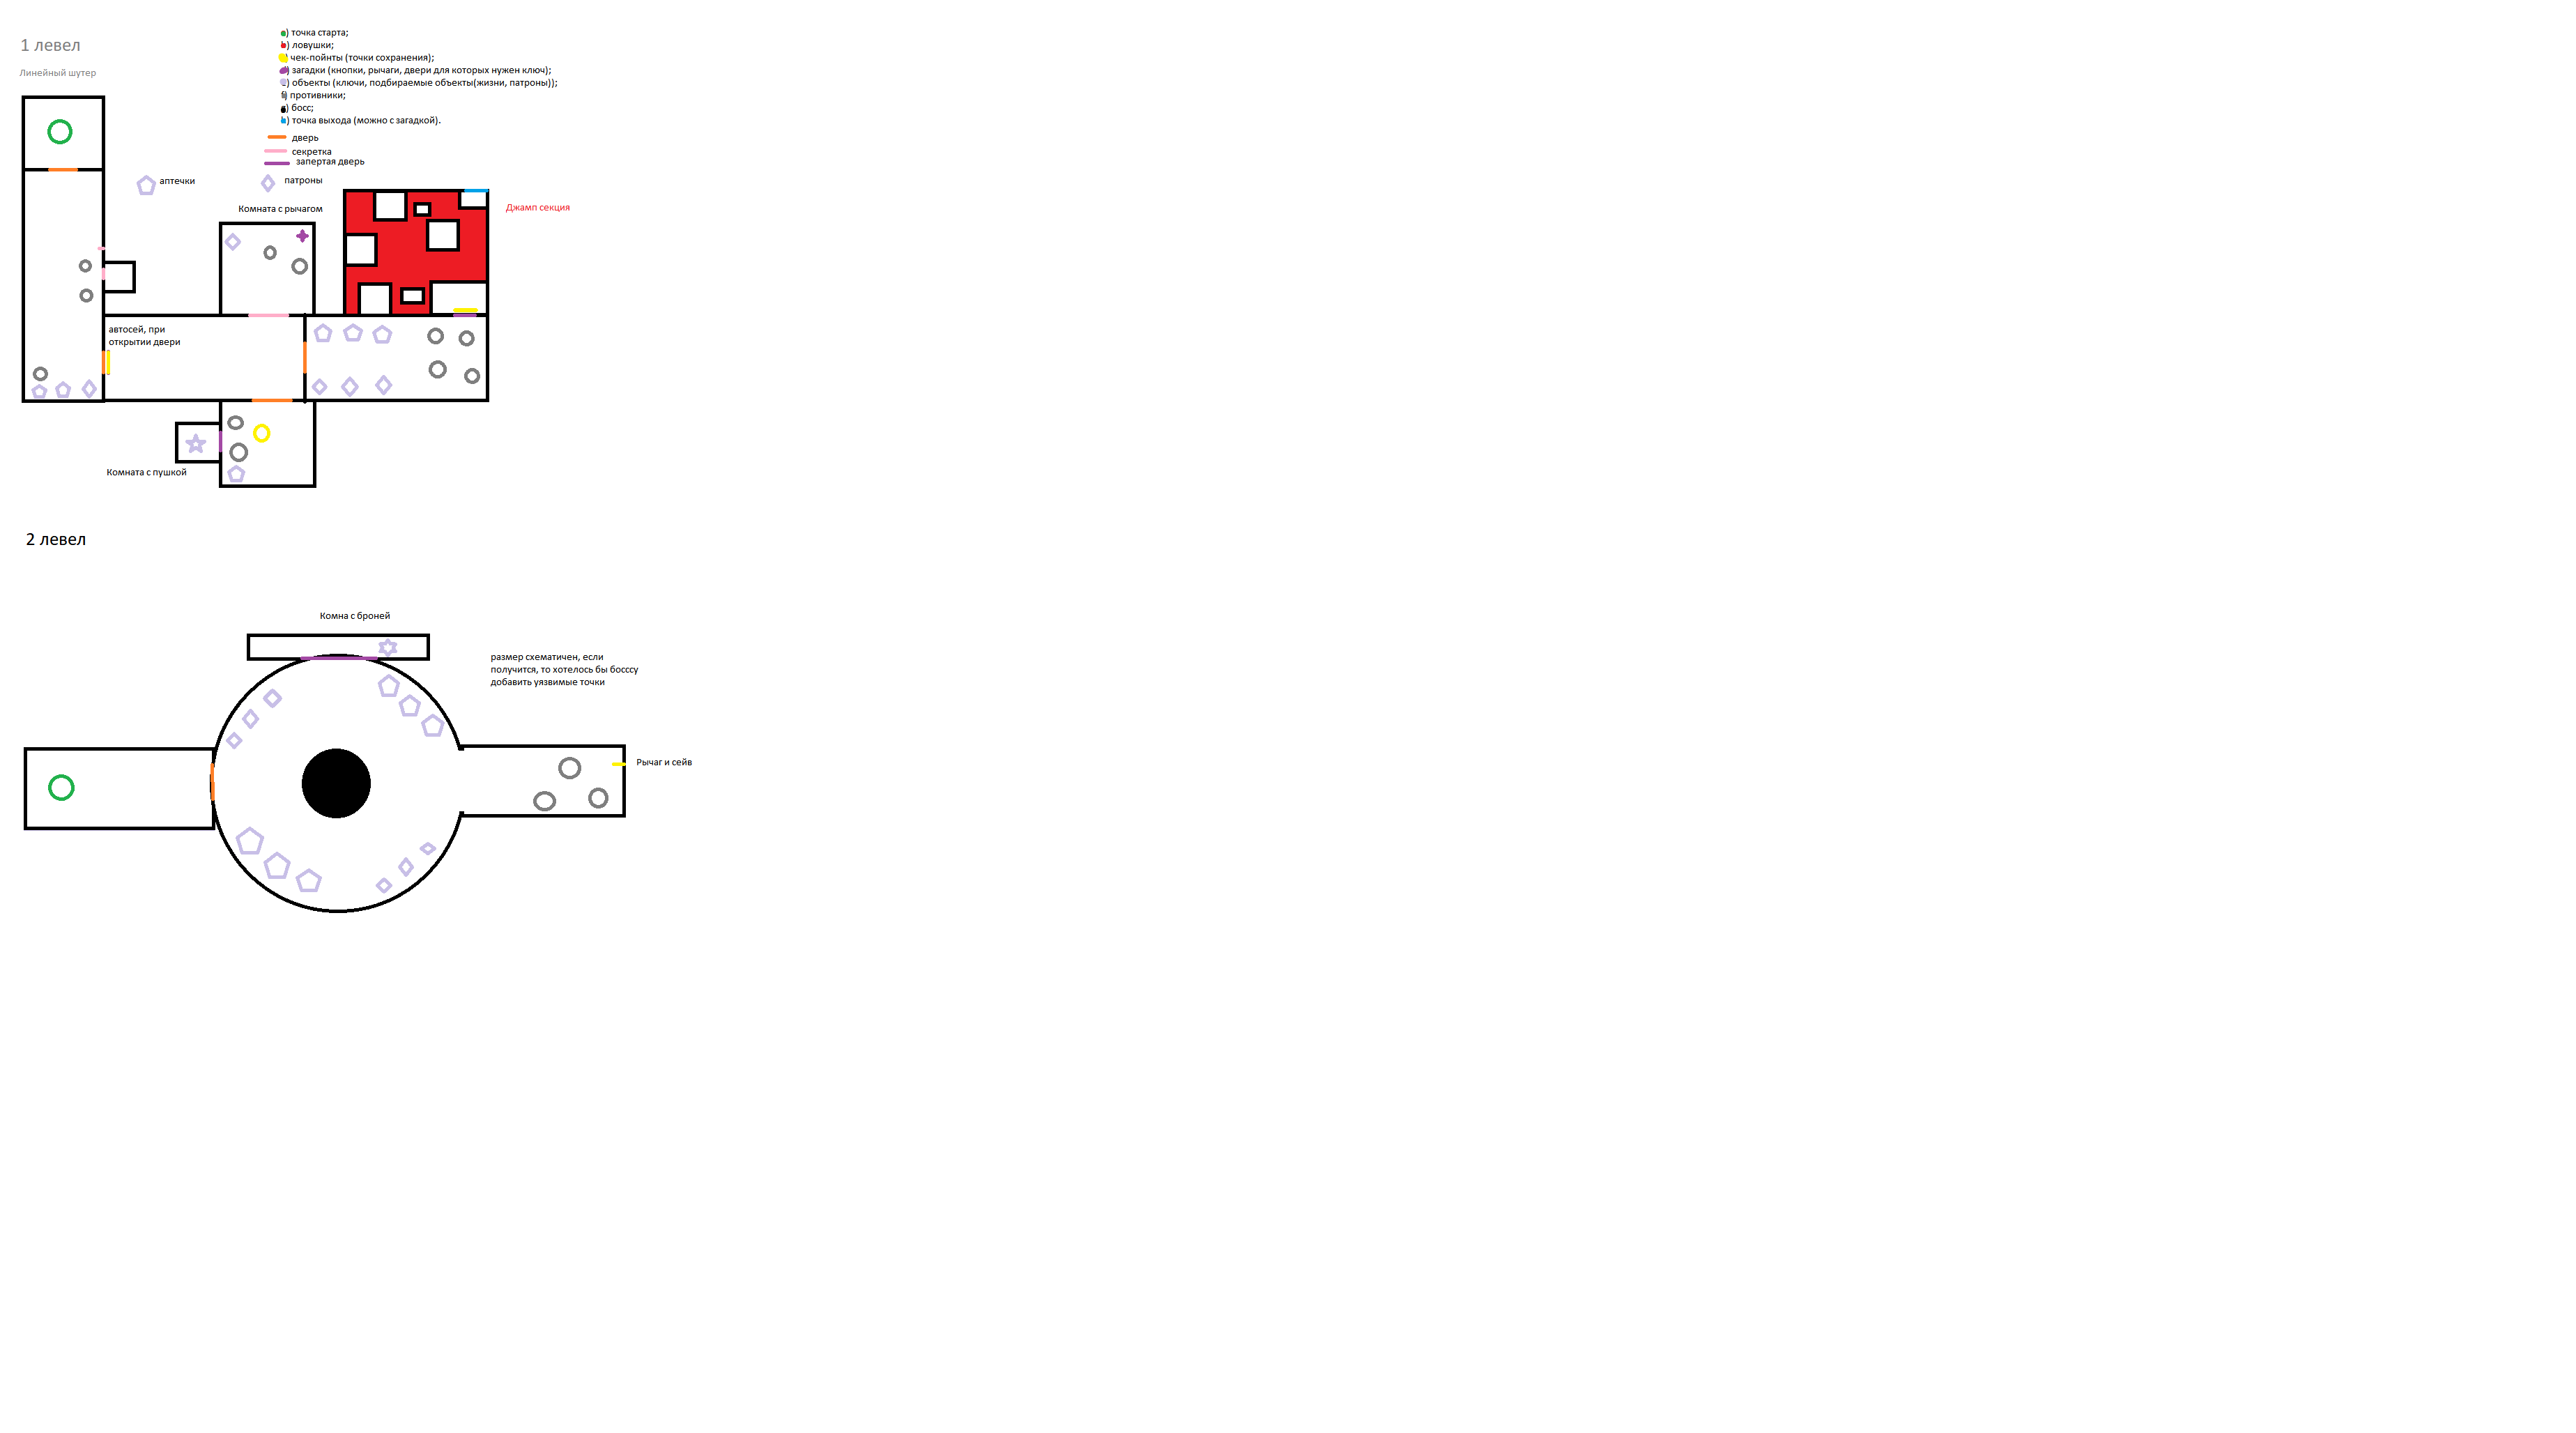 1 левел
Линейный шутер
) точка старта;
) ловушки;
чек-пойнты (точки сохранения);
) загадки (кнопки, рычаги, двери для которых нужен ключ);
) объекты (ключи, подбираемые объекты(жизни, патроны));
) противники;
) босс;
) точка выхода (можно с загадкой).
дверь
секретка
запертая дверь
аптечки
патроны
Комната с рычагом
Джамп секция
автосей, при
открытии двери
Комната с пушкой
2 левел
Комна с броней
размер схематичен, если
получится, то хотелось бы босссу
добавить уязвимые точки
Рычаг и сейв